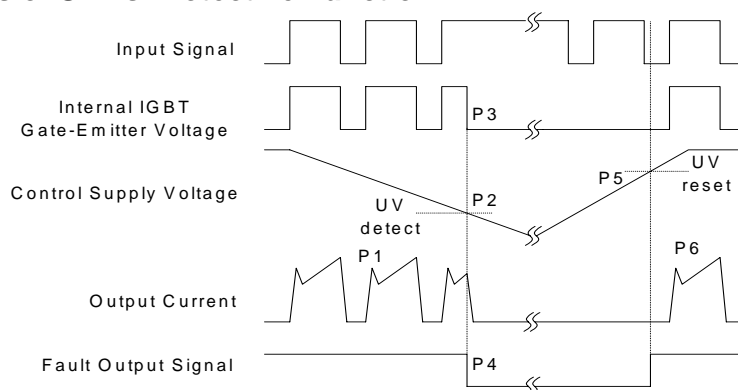 Input Signal
Internal IGBT
Gate-Emitter Voltage
P3
Control Supply Voltage
P5
UV
reset
P2
UV
detect
P1
P6
Output Current
Fault Output Signal
P4